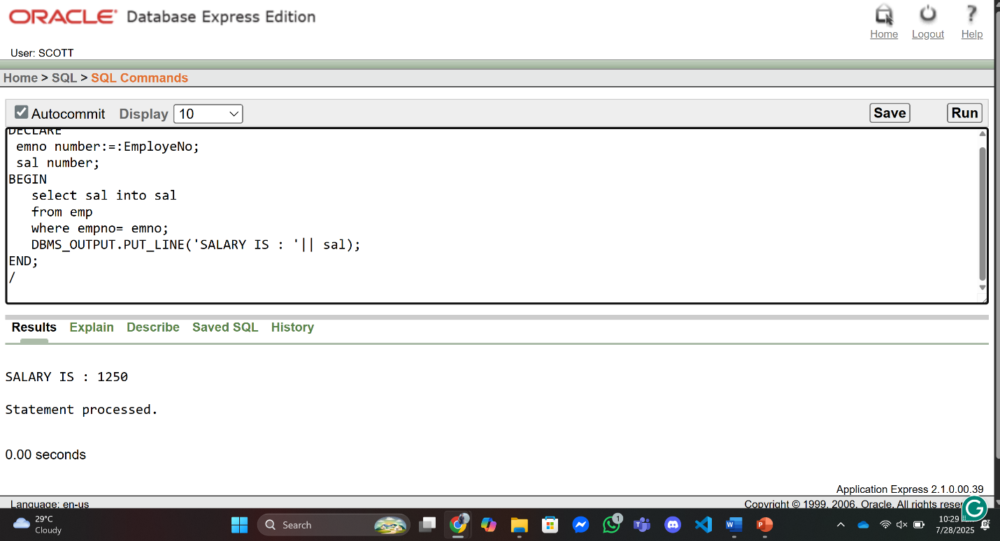 ORACLE® Database Express Edition
Home Logout Help
User: SCOTT
Home > SQL > SQL Commands
Autocommit Display 10 Save Run
DECLARE
emno number:=:EmployeNo;
sal number;
BEGIN
select sal into sal
from emp
where empno= emno;
DBMS_OUTPUT.PUT_LINE('SALARY IS : '|| sal);
END;
/
Results Explain Describe Saved SQL History
SALARY IS : 1250
Statement processed.
0.00 seconds
Application Express 2.1.0.00.39
Language: en-us Copyright © 1999, 2006, Oracle. All rights
29°C
Cloudy
Search
1
10:29
7/28/2025